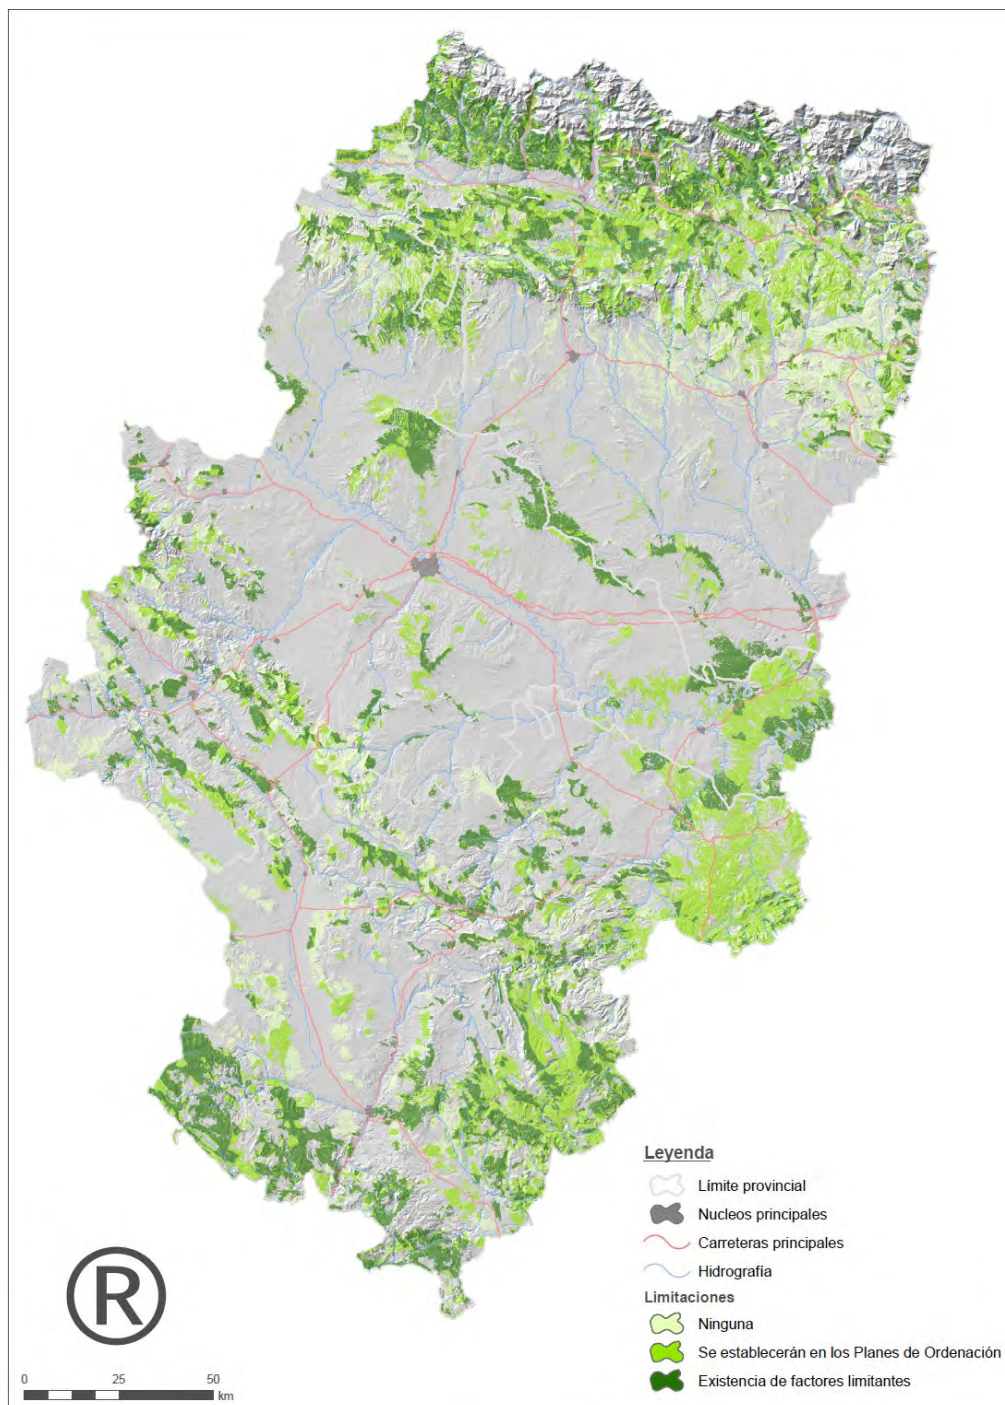 Leyenda
Límite provincial
Nucleos principales
Carreteras principales
Hidrografía
Limitaciones
Ninguna
Se establecerán en los Planes de Ordenación
Existencia de factores limitantes
R
0 25 50
km